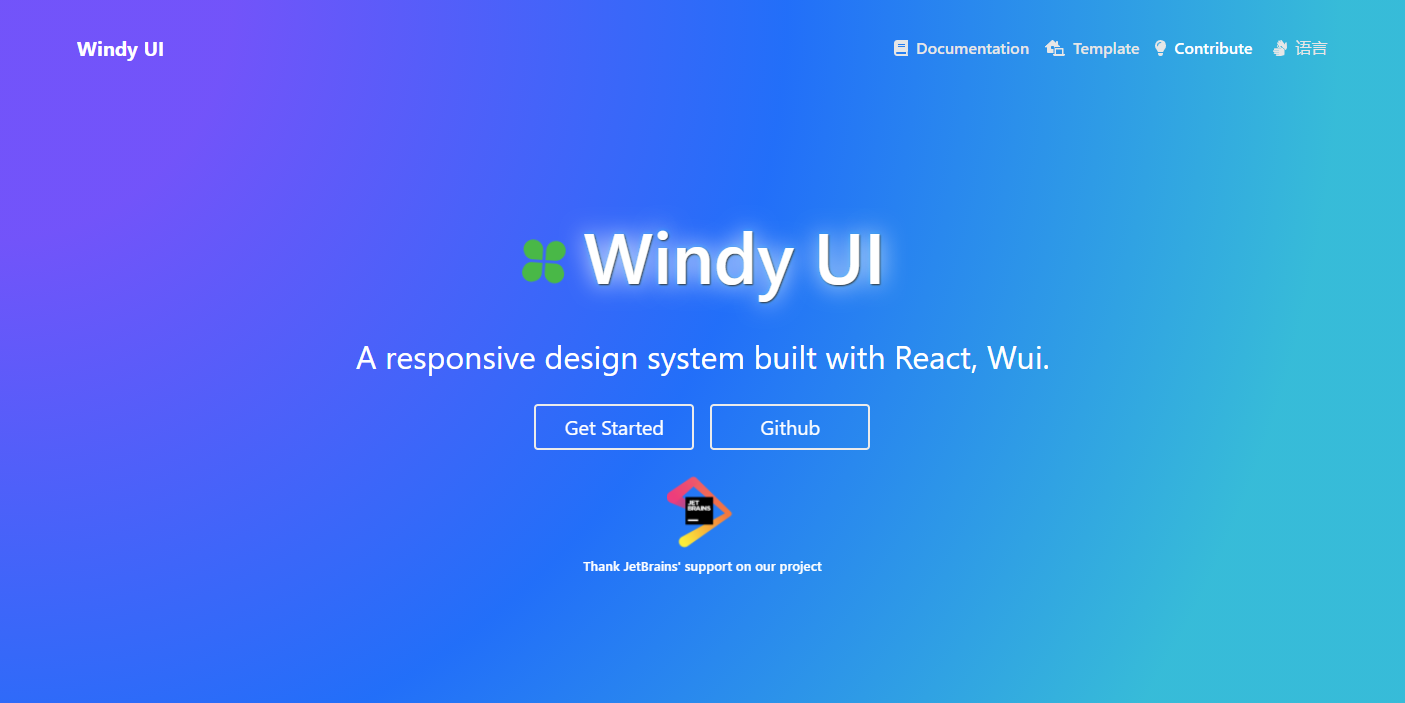 Windy UI
Documentation
Template
Contribute
语言
Windy UI
A responsive design system built with React, Wui.
Get Started
Github
JET
BRAINS
Thank JetBrains' support on our project